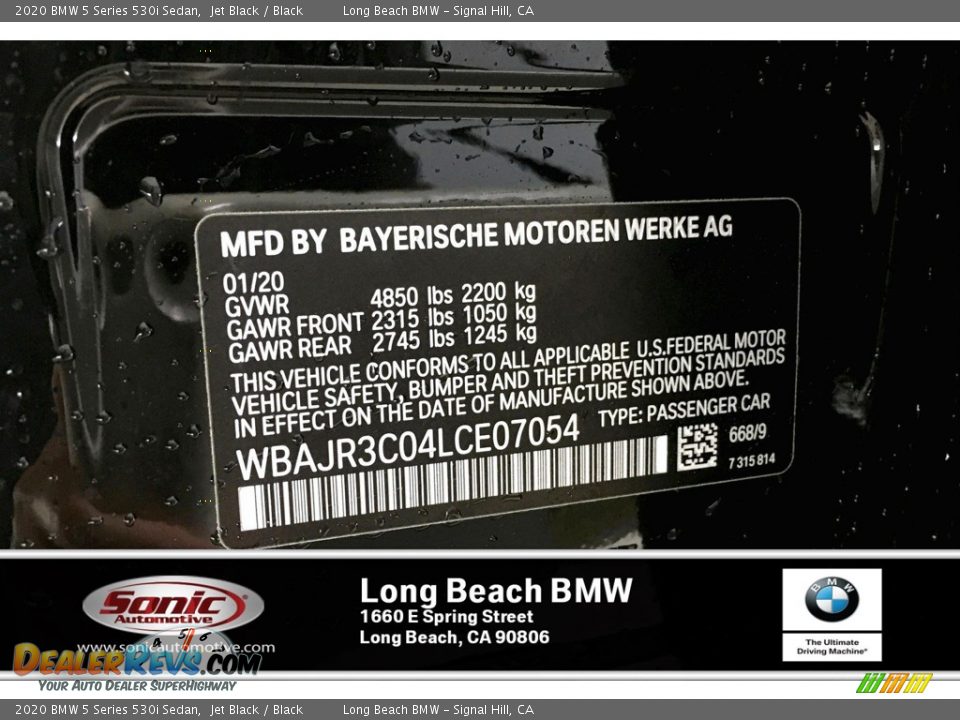 2020 BMW 5 Series 530i Sedan, Jet Black / Black Long Beach BMW - Signal Hill, CA
MFD BY BAYERISCHE MOTOREN WERKE AG
01/20
GVWR 4850 lbs 2200 kg
GAWR FRONT 2315 lbs 1050 kg
GAWR REAR 2745 lbs 1245 kg
THIS VEHICLE CONFORMS TO ALL APPLICABLE U.S.FEDERAL MOTOR
VEHICLE SAFETY, BUMPER AND THEFT PREVENTION STANDARDS
IN EFFECT ON THE DATE OF MANUFACTURE SHOWN ABOVE.
WBAJR3C04LCE07054 TYPE: PASSENGER CAR
668/9
7 315 814
Sonic
Automotive
www.sonicautomotive.com
Long Beach BMW
1660 E Spring Street
Long Beach, CA 90806
BMW
The Ultimate
Driving Machine®
4 5 6
DEALERREVS.COM
YOUR AUTO DEALER SUPERHIGHWAY
2020 BMW 5 Series 530i Sedan, Jet Black / Black Long Beach BMW - Signal Hill, CA